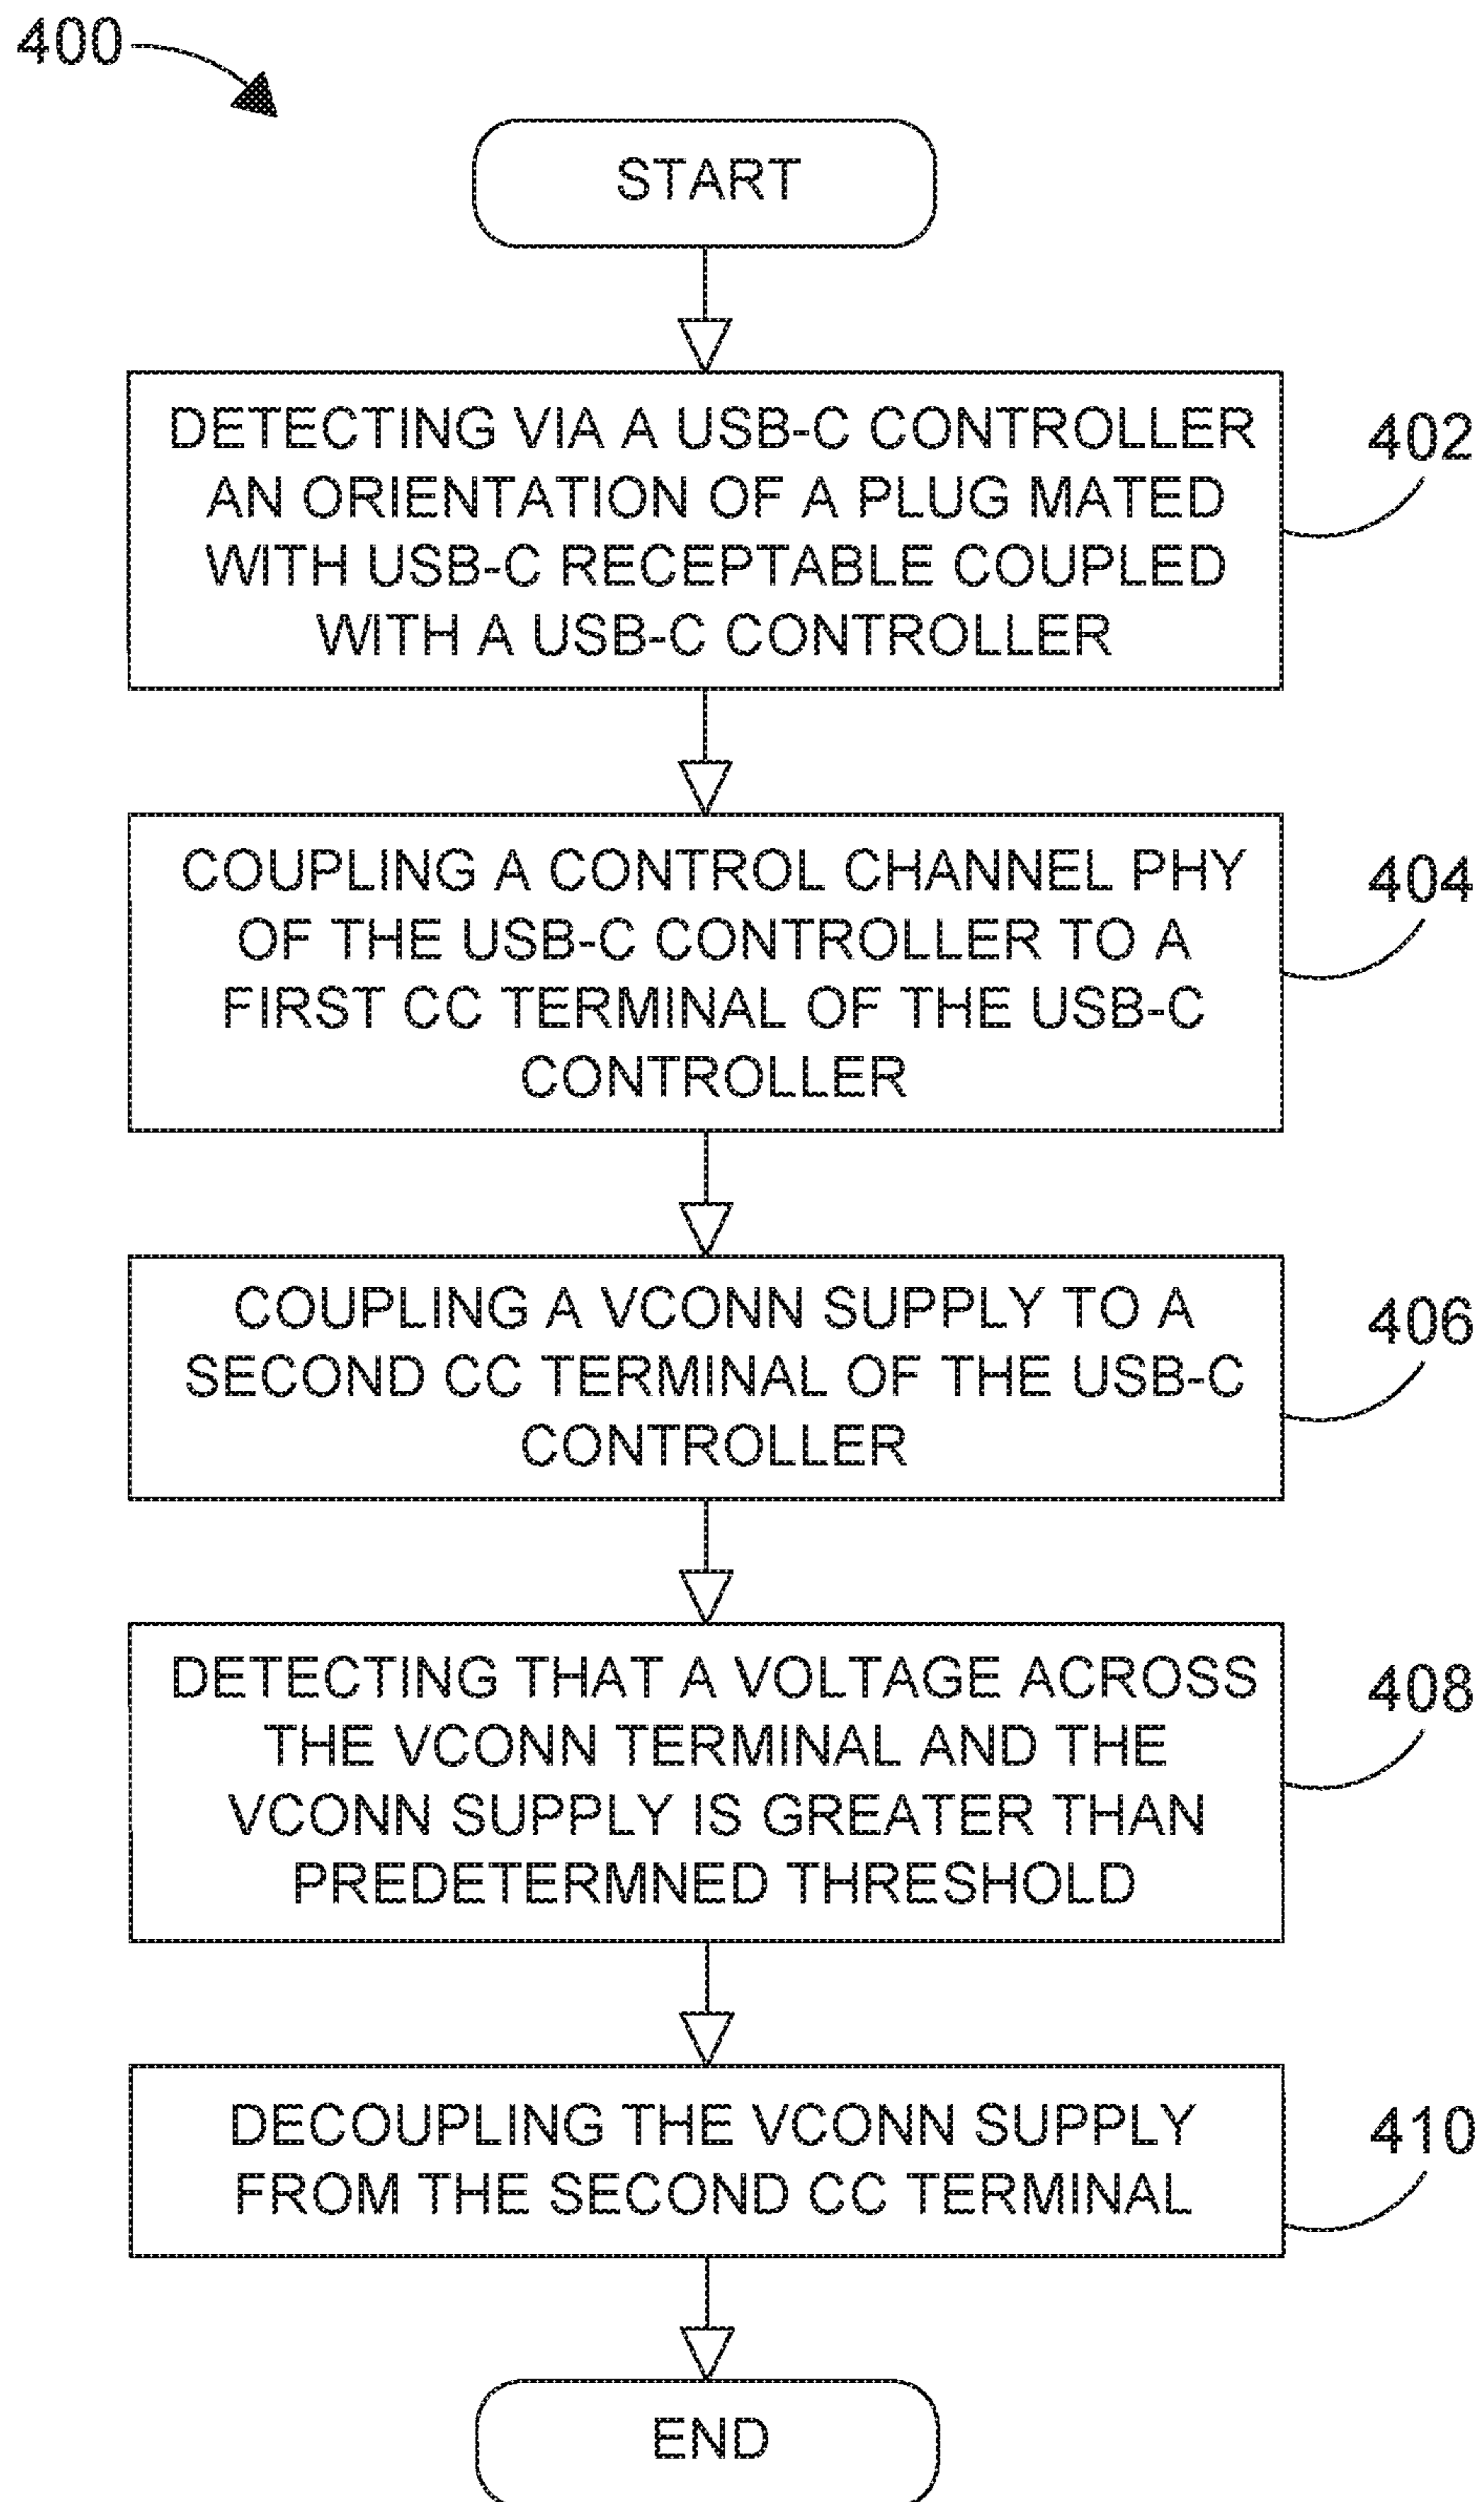 400
START
DETECTING VIA A USB-C CONTROLLER
AN ORIENTATION OF A PLUG MATED
WITH USB-C RECEPTABLE COUPLED
WITH A USB-C CONTROLLER
402
COUPLING A CONTROL CHANNEL PHY
OF THE USB-C CONTROLLER TO A
FIRST CC TERMINAL OF THE USB-C
CONTROLLER
404
COUPLING A VCONN SUPPLY TO A
SECOND CC TERMINAL OF THE USB-C
CONTROLLER
406
DETECTING THAT A VOLTAGE ACROSS
THE VCONN TERMINAL AND THE
VCONN SUPPLY IS GREATER THAN
PREDETERMNED THRESHOLD
408
DECOUPLING THE VCONN SUPPLY
FROM THE SECOND CC TERMINAL
410
END